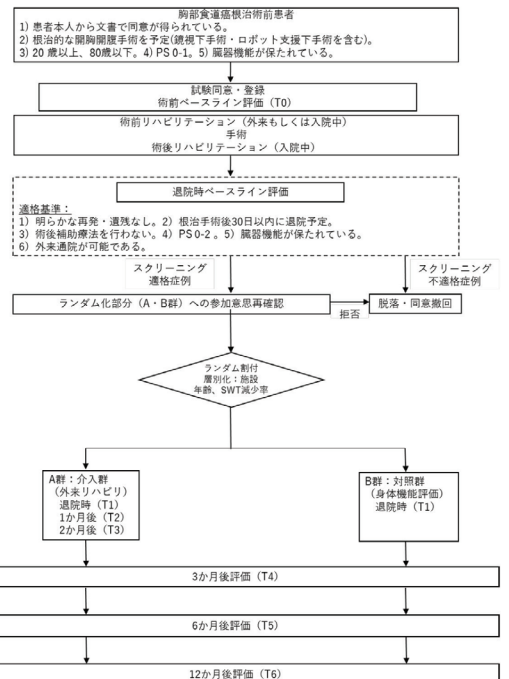 胸部食道癌根治術前患者
1) 患者本人から文書で同意が得られている。
2) 根治的な開胸開腹手術を予定(鏡視下手術・ロボット支援下手術を含む)。
3) 20 歳以上、80歳以下。4) PS 0-1。5) 臓器機能が保たれている。
試験同意・登録
術前ベースライン評価（T0）
術前リハビリテーション（外来もしくは入院中）
手術
術後リハビリテーション（入院中）
退院時ベースライン評価
適格基準：
1) 明らかな再発・遺残なし。2) 根治手術後30日以内に退院予定。
3) 術後補助療法を行わない。4) PS 0-2 。5) 臓器機能が保たれている。
6) 外来通院が可能である。
スクリーニング
適格症例
スクリーニング
不適格症例
ランダム化部分（A・B群）への参加意思再確認
拒否
脱落・同意撤回
ランダム割付
層別化：施設
年齢、SWT減少率
A群：介入群
（外来リハビリ）
退院時（T1）
1か月後（T2）
2か月後（T3）
B群：対照群
（身体機能評価）
退院時（T1）
3か月後評価（T4）
6か月後評価（T5）
12か月後評価（T6）